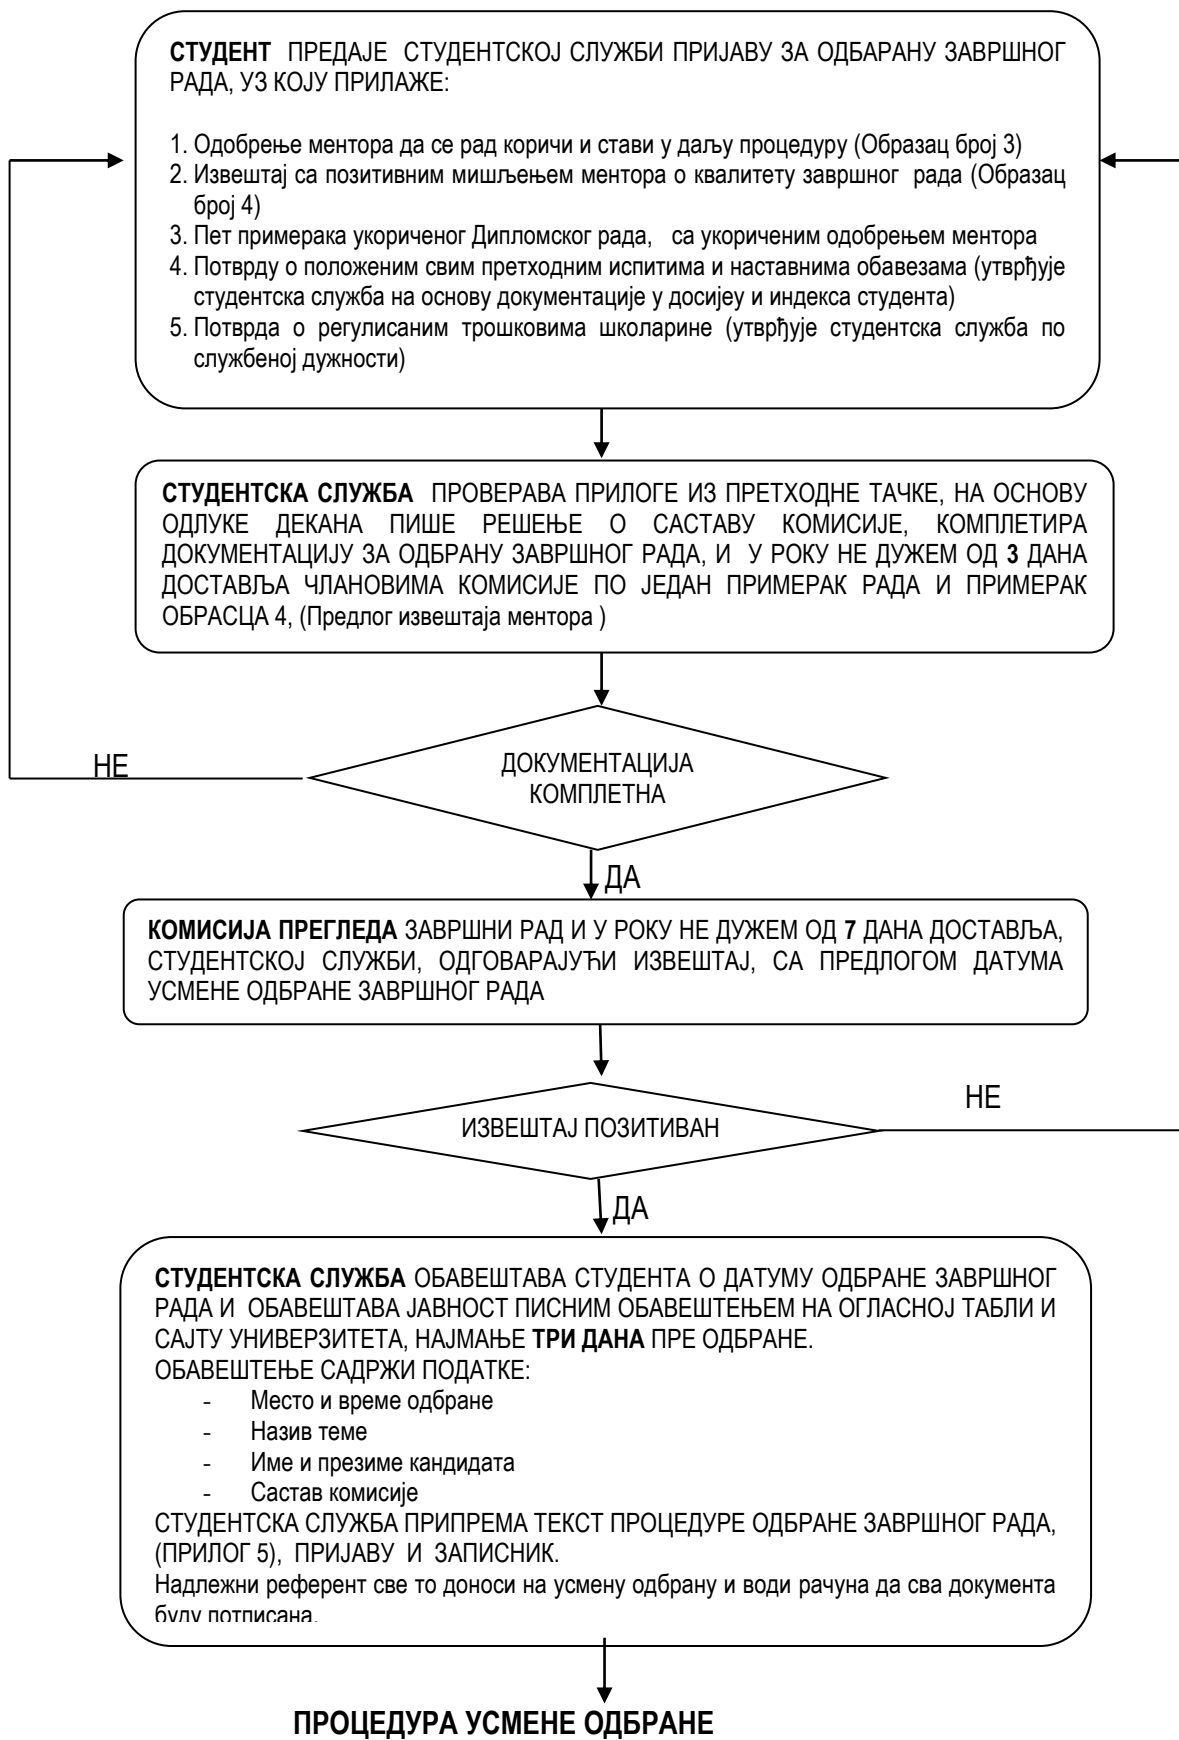 СТУДЕНТ ПРЕДАЈЕ СТУДЕНТСКОЈ СЛУЖБИ ПРИЈАВУ ЗА ОДБАРАНУ ЗАВРШНОГ
РАДА, УЗ КОЈУ ПРИЛАЖЕ:
1. Одобрење ментора да се рад коричи и стави у даљу процедуру (Образац број 3)
2. Извештај са позитивним мишљењем ментора о квалитету завршног рада (Образац
број 4)
3. Пет примерака укориченог Дипломског рада, са укориченим одобрењем ментора
4. Потврду о положеним свим претходним испитима и наставнима обавезама (утврђује
студентска служба на основу документације у досијеу и индекса студента)
5. Потврда о регулисаним трошковима школарине (утврђује студентска служба по
службеној дужности)
СТУДЕНТСКА СЛУЖБА ПРОВЕРАВА ПРИЛОГЕ ИЗ ПРЕТХОДНЕ ТАЧКЕ, НА ОСНОВУ
ОДЛУКЕ ДЕКАНА ПИШЕ РЕШЕЊЕ О САСТАВУ КОМИСИЈЕ, КОМПЛЕТИРА
ДОКУМЕНТАЦИЈУ ЗА ОДБРАНУ ЗАВРШНОГ РАДА, И У РОКУ НЕ ДУЖЕМ ОД 3 ДАНА
ДОСТАВЉА ЧЛАНОВИМА КОМИСИЈЕ ПО ЈЕДАН ПРИМЕРАК РАДА И ПРИМЕРАК
ОБРАСЦА 4, (Предлог извештаја ментора )
НЕ
ДОКУМЕНТАЦИЈА
КОМПЛЕТНА
ДА
КОМИСИЈА ПРЕГЛЕДА ЗАВРШНИ РАД И У РОКУ НЕ ДУЖЕМ ОД 7 ДАНА ДОСТАВЉА,
СТУДЕНТСКОЈ СЛУЖБИ, ОДГОВАРАЈУЋИ ИЗВЕШТАЈ, СА ПРЕДЛОГОМ ДАТУМА
УСМЕНЕ ОДБРАНЕ ЗАВРШНОГ РАДА
НЕ
ИЗВЕШТАЈ ПОЗИТИВАН
ДА
СТУДЕНТСКА СЛУЖБА ОБАВЕШТАВА СТУДЕНТА О ДАТУМУ ОДБРАНЕ ЗАВРШНОГ
РАДА И ОБАВЕШТАВА ЈАВНОСТ ПИСНИМ ОБАВЕШТЕЊЕМ НА ОГЛАСНОЈ ТАБЛИ И
САЈТУ УНИВЕРЗИТЕТА, НАЈМАЊЕ ТРИ ДАНА ПРЕ ОДБРАНЕ.
ОБАВЕШТЕЊЕ САДРЖИ ПОДАТКЕ:
- Место и време одбране
- Назив теме
- Име и презиме кандидата
- Састав комисије
СТУДЕНТСКА СЛУЖБА ПРИПРЕМА ТЕКСТ ПРОЦЕДУРЕ ОДБРАНЕ ЗАВРШНОГ РАДА,
(ПРИЛОГ 5), ПРИЈАВУ И ЗАПИСНИК.
Надлежни референт све то доноси на усмену одбрану и води рачуна да сва документа
буду потписана.
ПРОЦЕДУРА УСМЕНЕ ОДБРАНЕ